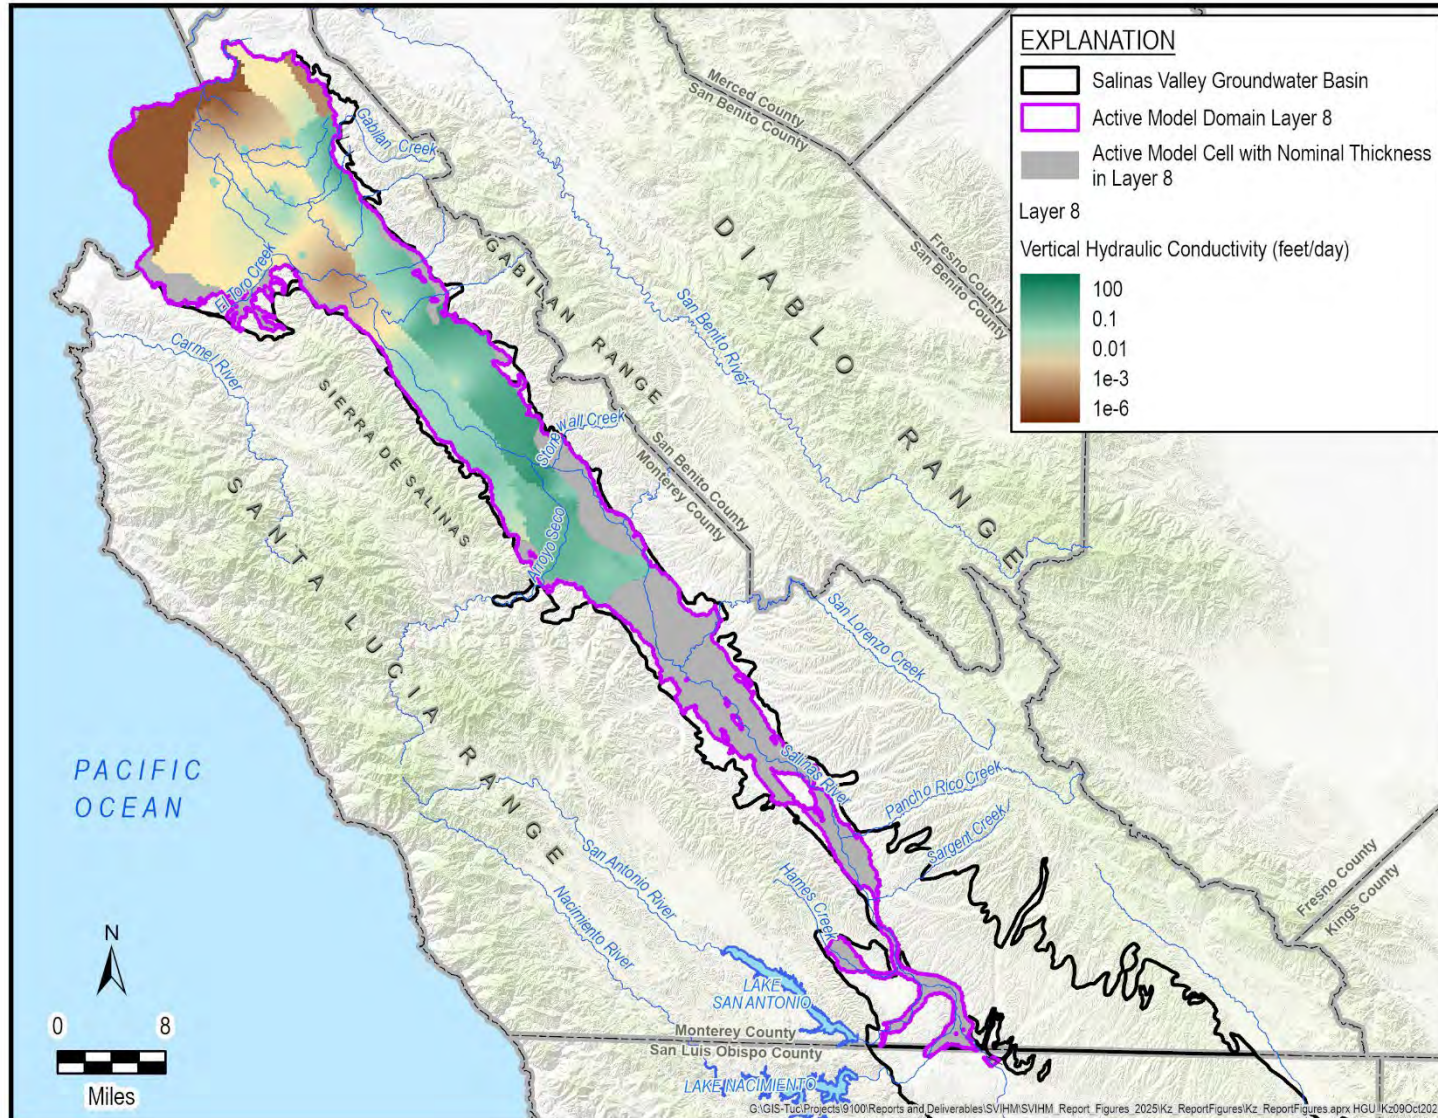 EXPLANATION
Salinas Valley Groundwater Basin
Active Model Domain Layer 8
Active Model Cell with Nominal Thickness
in Layer 8
Layer 8
Vertical Hydraulic Conductivity (feet/day)
100
0.1
0.01
1e-3
1e-6
Merced County
San Benito County
Fresno County
San Benito County
Gabilan Creek
DIABLO RANGE
GABILAN RANGE
San Benito River
El Toro Creek
Carmel River
SIERRA DE SALINAS
Stonewall Creek
San Benito County
Monterey County
SANTA LUCIA RANGE
Arroyo Seco
San Lorenzo Creek
PACIFIC
OCEAN
Salinas River
Pancho Rico Creek
Sargent Creek
Hames Creek
San Antonio River
Nacimiento River
Fresno County
Kings County
N
0 8
Miles
LAKE
SAN ANTONIO
Monterey County
San Luis Obispo County
LAKE NACIMIENTO